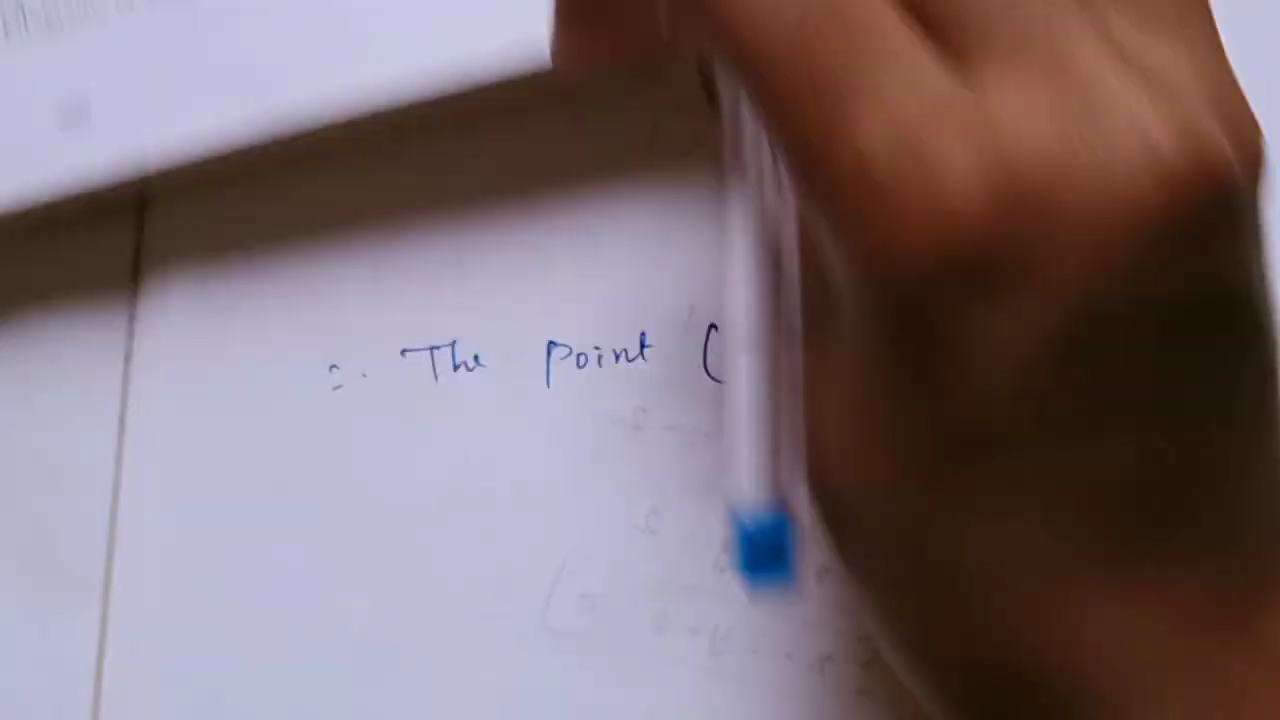 ∴ The point (